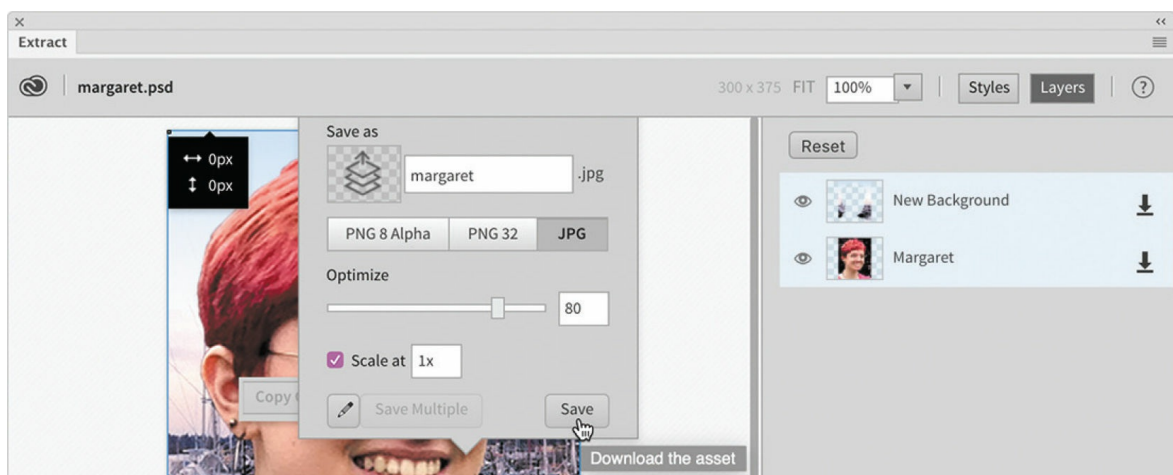 Extract
margaret.psd
300 x 375 FIT 100% Styles Layers ?
0px
0px
Save as
margaret .jpg
PNG 8 Alpha PNG 32 JPG
Optimize
80
Scale at 1x
Copy
Save Multiple Save
Download the asset
Reset
New Background
Margaret